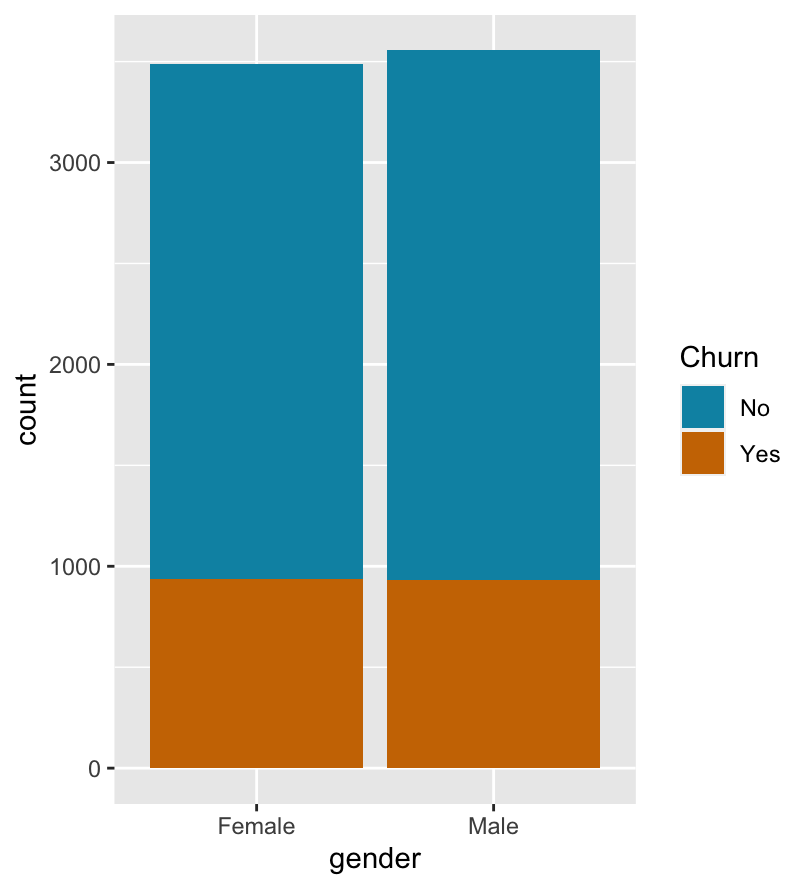 3000
2000
1000
0
count
Female Male
gender
Churn
No
Yes